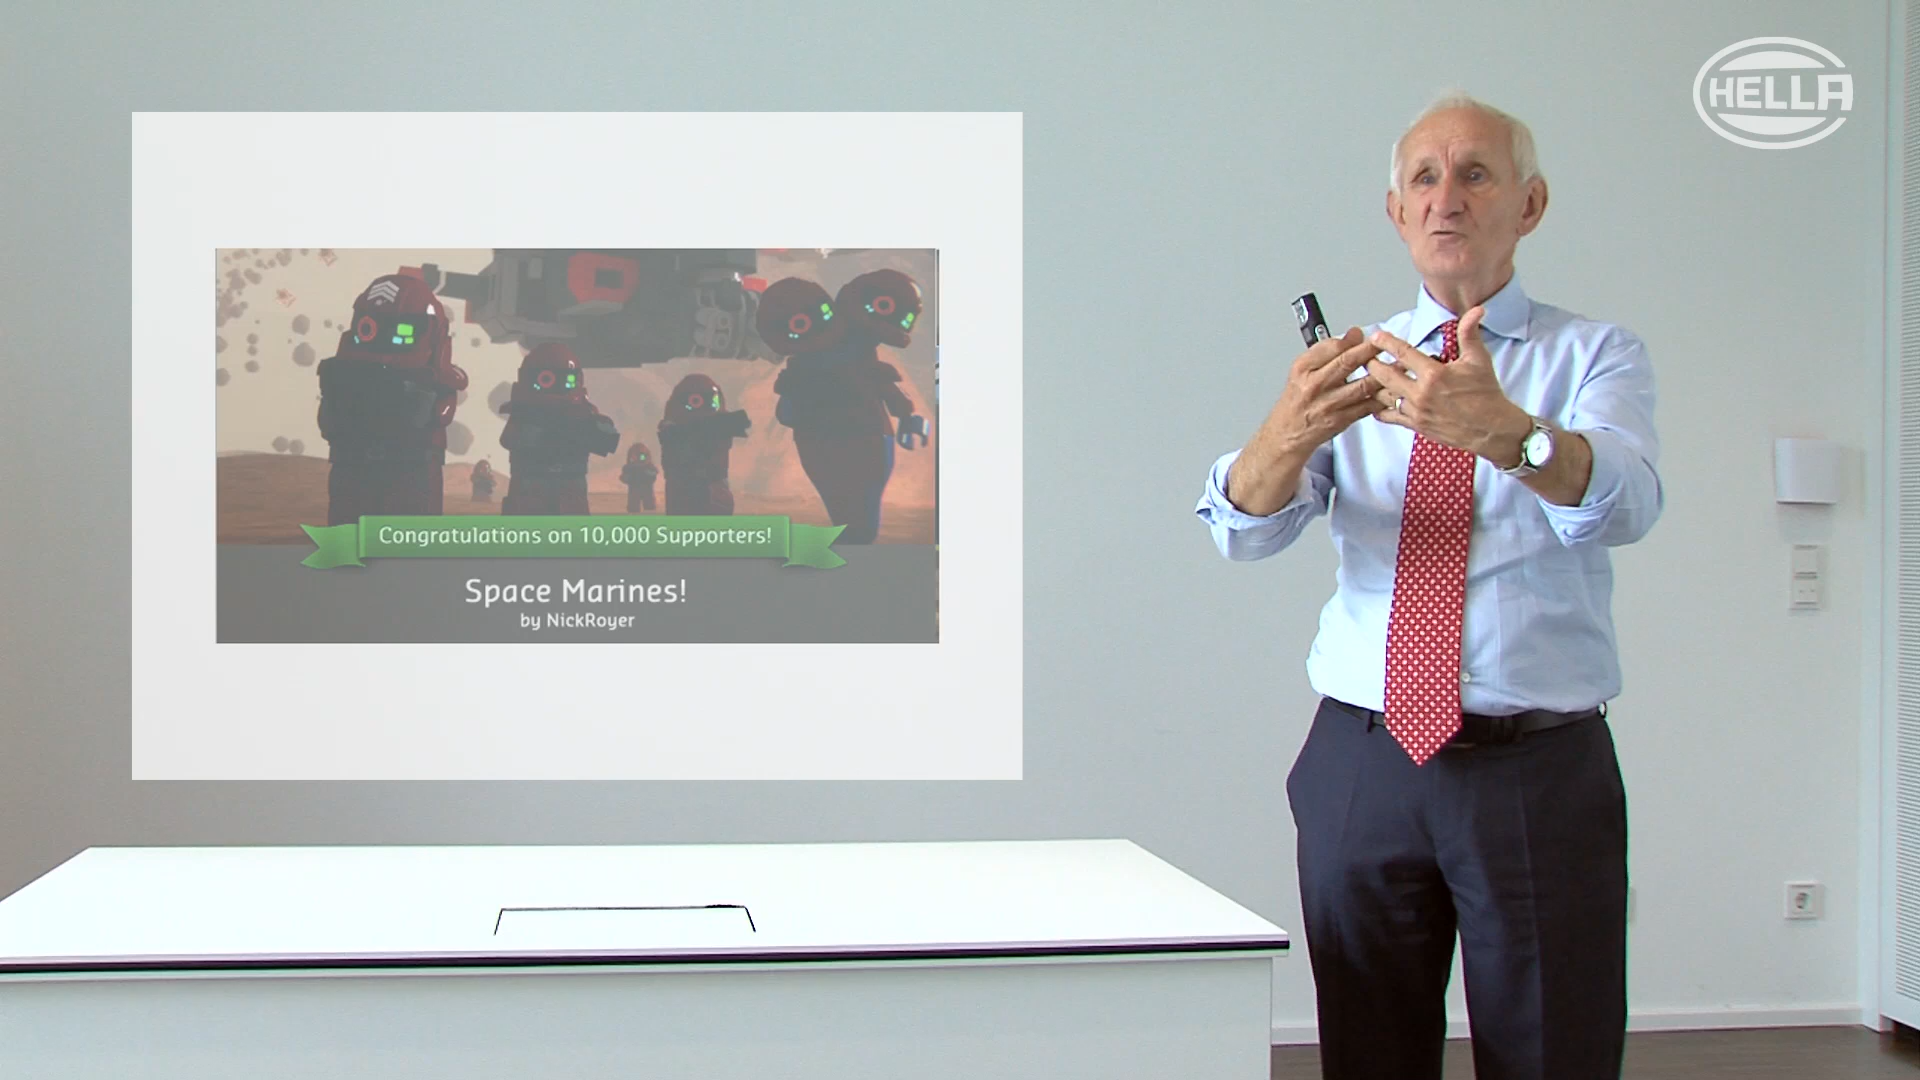 HELLA
Congratulations on 10,000 Supporters!
Space Marines!
by NickRoyer